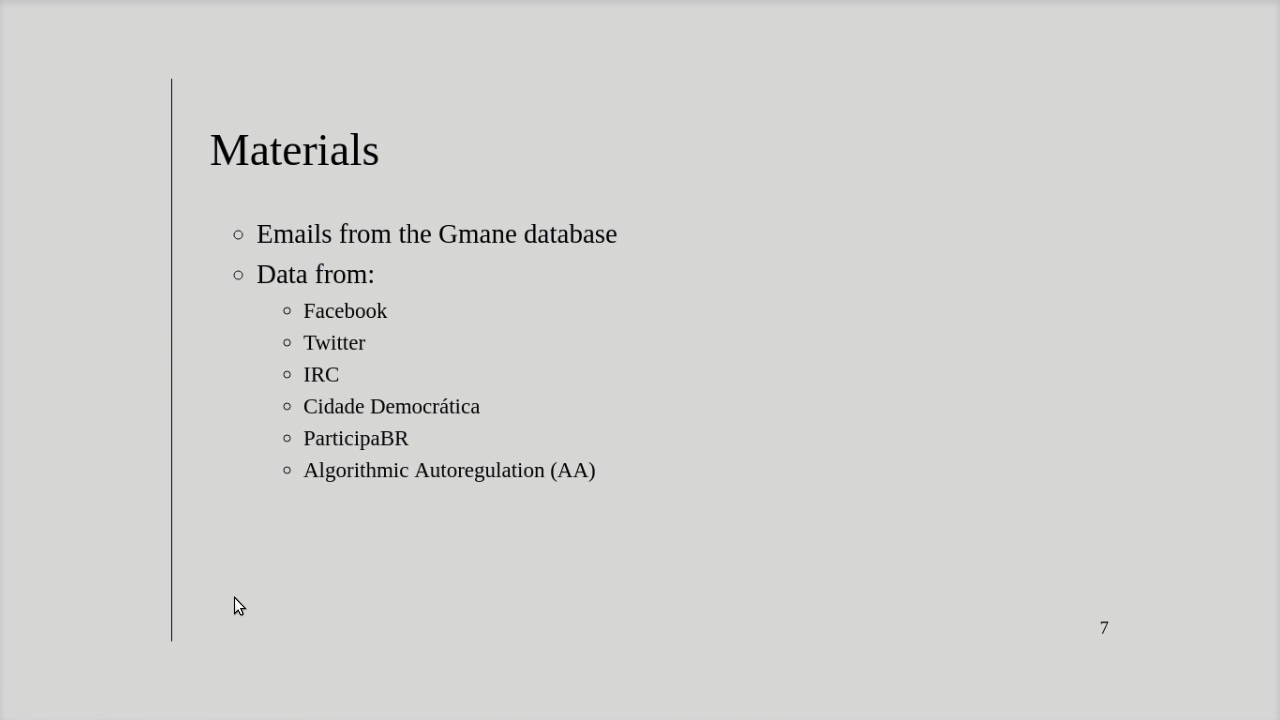 Materials
Emails from the Gmane database
Data from:
Facebook
Twitter
IRC
Cidade Democrática
ParticipaBR
Algorithmic Autoregulation (AA)
7